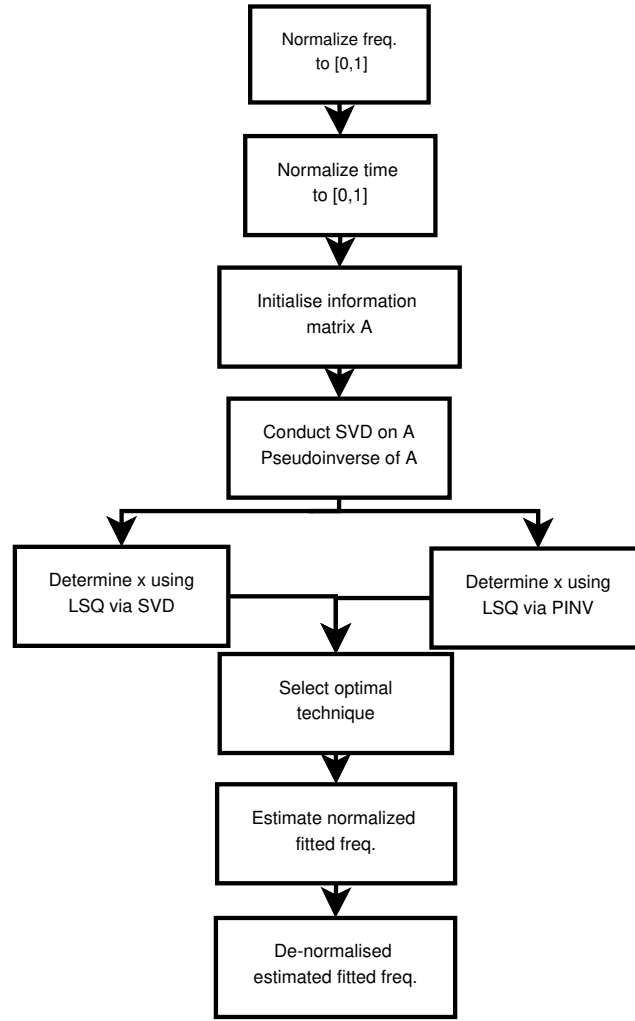 Normalize freq.
to [0,1]
Normalize time
to [0,1]
Initialise information
matrix A
Conduct SVD on A
Pseudoinverse of A
Determine x using
LSQ via SVD
Determine x using
LSQ via PINV
Select optimal
technique
Estimate normalized
fitted freq.
De-normalised
estimated fitted freq.